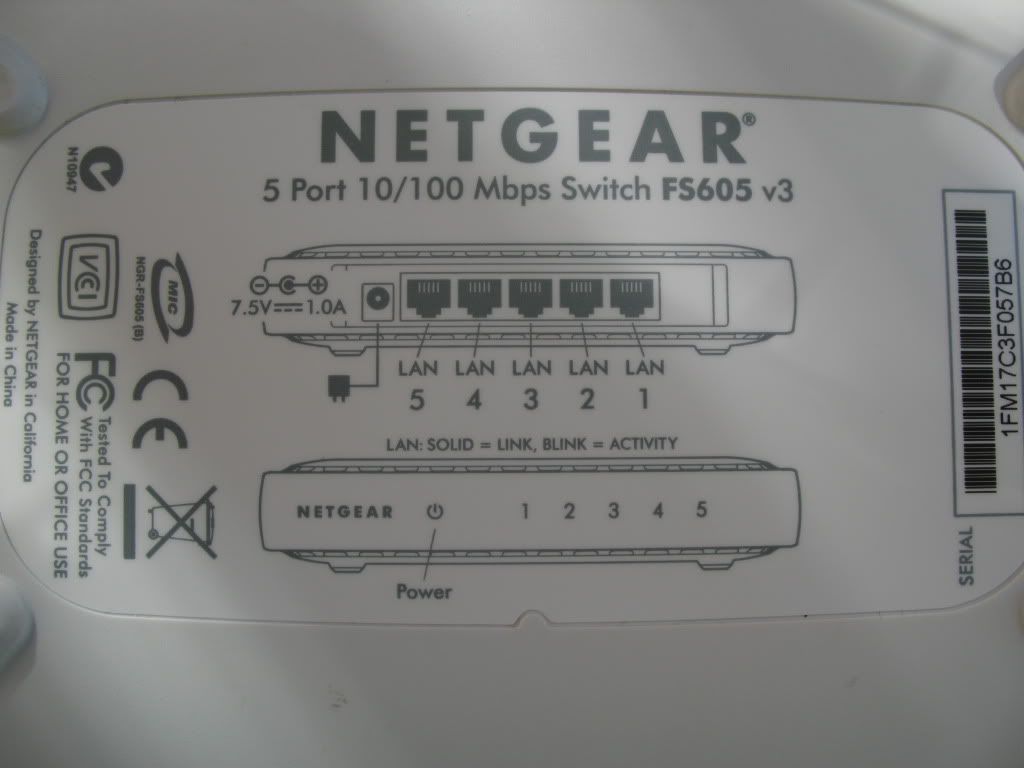 NETGEAR®
5 Port 10/100 Mbps Switch FS605 v3
7.5V 1.0A
LAN LAN LAN LAN LAN
5 4 3 2 1
LAN: SOLID = LINK, BLINK = ACTIVITY
NETGEAR 1 2 3 4 5
Power
N10947
VCI
MIC
NGR-FS605 (B)
Designed by NETGEAR in California
Made in China
FC
Tested To Comply
With FCC Standards
FOR HOME OR OFFICE USE
CE
1FM17C3F057B6
SERIAL